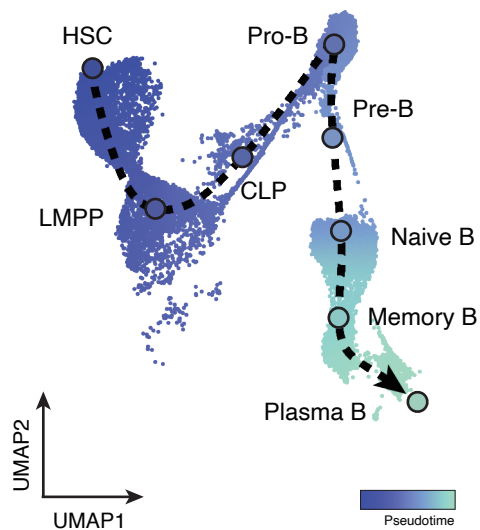 HSC
Pro-B
Pre-B
LMPP
CLP
Naive B
Memory B
Plasma B
UMAP2
UMAP1
Pseudotime